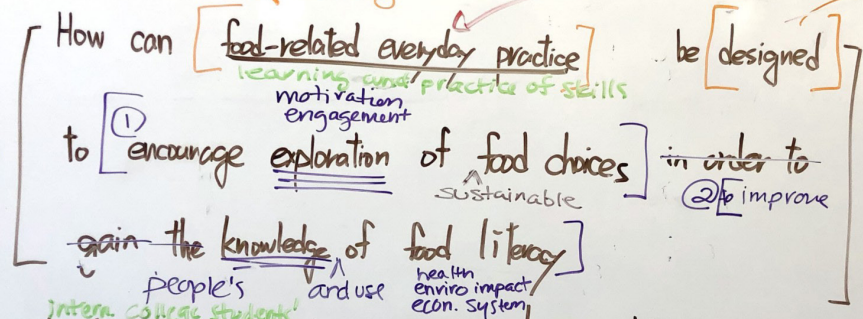 How can [food-related everyday practice] be [designed]
learning and practice of skills
motivation
engagement
to [① encourage exploration of food choices] in order to
sustainable
② to improve
gain the knowledge of food literacy]
people's and use health
enviro impact
intern college students' econ. system